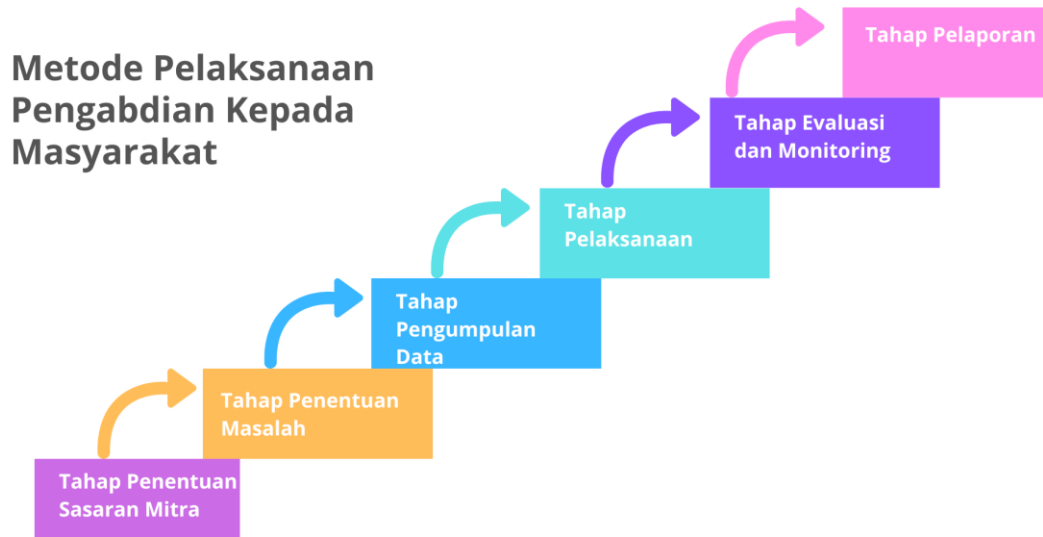 Metode Pelaksanaan
Pengabdian Kepada
Masyarakat
Tahap Penentuan
Sasaran Mitra
Tahap Penentuan
Masalah
Tahap
Pengumpulan
Data
Tahap
Pelaksanaan
Tahap Evaluasi
dan Monitoring
Tahap Pelaporan